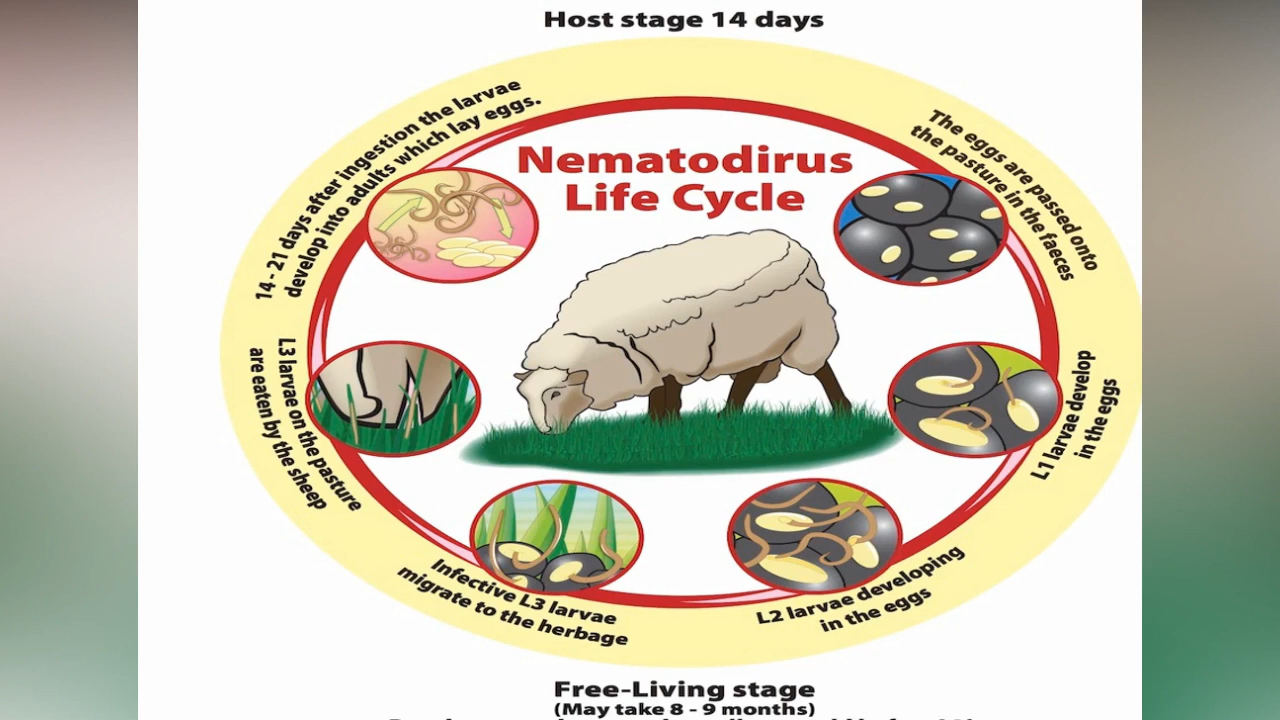 Host stage 14 days
Nematodirus
Life Cycle
The eggs are passed onto
the pasture in the faeces
L1 larvae develop
in the eggs
L2 larvae developing
in the eggs
Infective L3 larvae
migrate to the herbage
L3 larvae on the pasture
are eaten by the sheep
14 - 21 days after ingestion the larvae
develop into adults which lay eggs.
Free-Living stage
(May take 8 - 9 months)